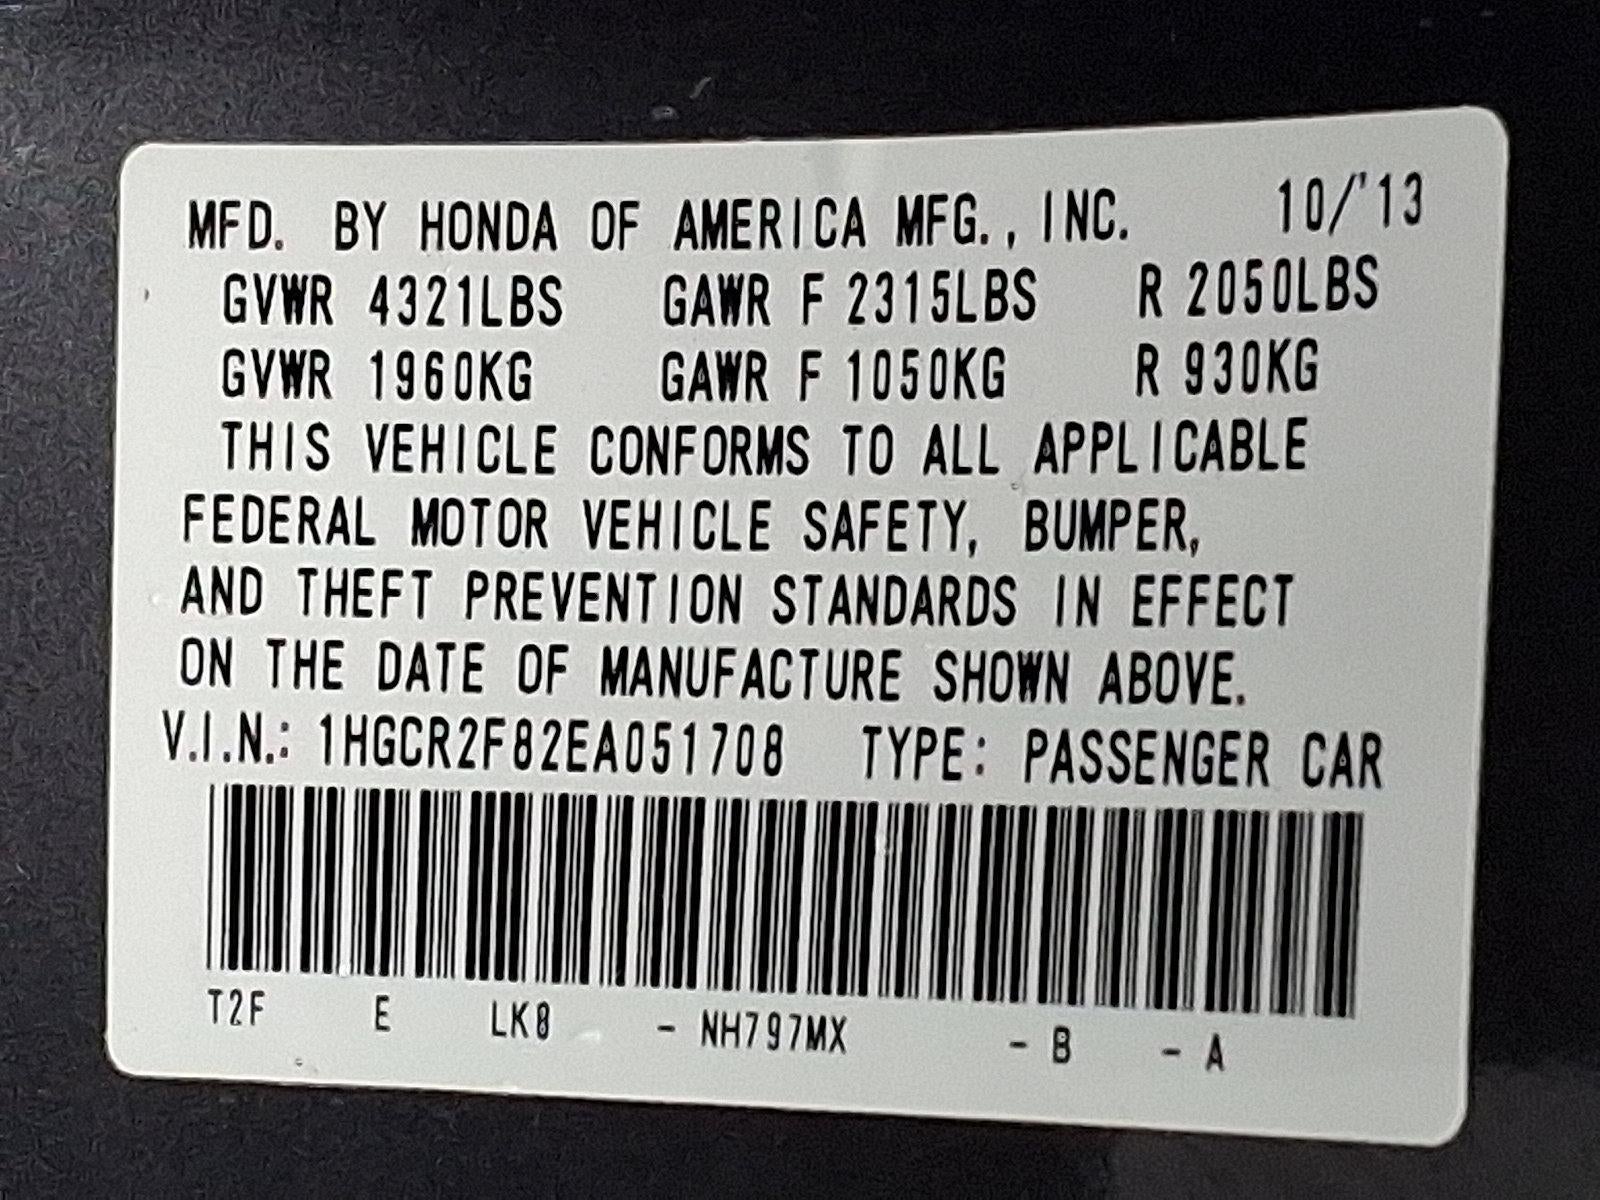 MFD. BY HONDA OF AMERICA MFG., INC. 10/'13
GVWR 4321LBS GAWR F 2315LBS R 2050LBS
GVWR 1960KG GAWR F 1050KG R 930KG
THIS VEHICLE CONFORMS TO ALL APPLICABLE
FEDERAL MOTOR VEHICLE SAFETY, BUMPER,
AND THEFT PREVENTION STANDARDS IN EFFECT
ON THE DATE OF MANUFACTURE SHOWN ABOVE.
V.I.N.: 1HGCR2F82EA051708 TYPE: PASSENGER CAR
T2F E LK8 - NH797MX - B - A